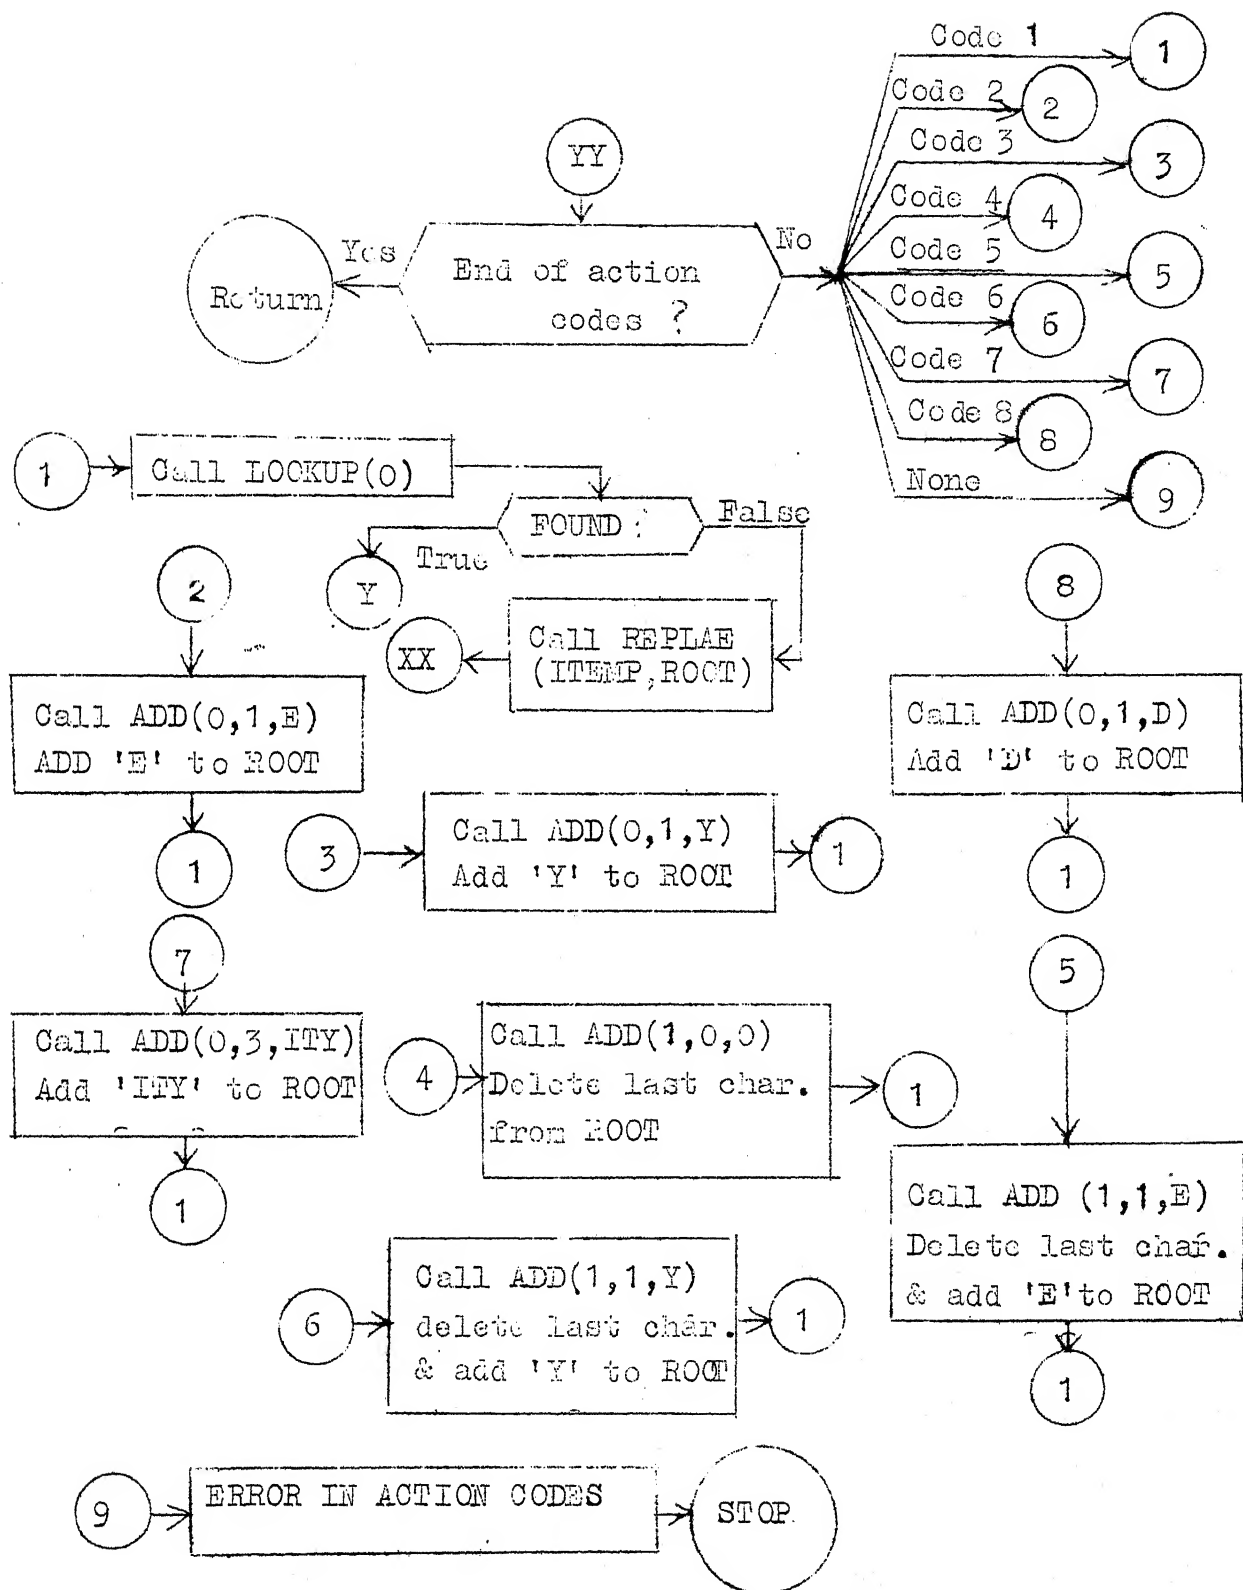 Code 1
1
Code 2
2
YY
Code 3
3
Code 4
4
Yes
No
Code 5
End of action
codes ?
5
Return
Code 6
6
Code 7
7
Code 8
8
1
Call LOOKUP(0)
None
9
FOUND:
False
True
2
Y
8
XX
Call REPLAE
(ITEMP,ROOT)
Call ADD(0,1,E)
ADD 'E' to ROOT
Call ADD(0,1,D)
Add 'D' to ROOT
3
Call ADD(0,1,Y)
Add 'Y' to ROOT
1
1
1
7
5
Call ADD(0,3,ITY)
Add 'ITY' to ROOT
4
Call ADD(1,0,0)
Delete last char.
from ROOT
1
1
Call ADD (1,1,E)
Delete last char.
& add 'E'to ROOT
6
Call ADD(1,1,Y)
delete last char.
& add 'Y' to ROOT
1
1
9
ERROR IN ACTION CODES
STOP.